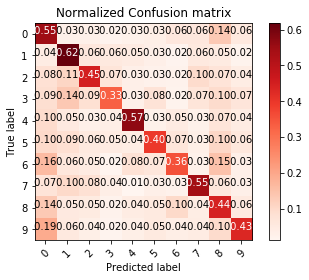 Normalized Confusion matrix
0 0.55 0.03 0.03 0.02 0.03 0.03 0.06 0.06 0.14 0.06
1 0.04 0.62 0.06 0.06 0.05 0.03 0.02 0.06 0.05 0.02
2 0.08 0.11 0.45 0.07 0.03 0.03 0.02 0.10 0.07 0.04
3 0.09 0.14 0.09 0.33 0.03 0.08 0.02 0.07 0.10 0.07
4 0.10 0.05 0.03 0.04 0.57 0.03 0.05 0.03 0.07 0.04
5 0.10 0.06 0.09 0.05 0.04 0.40 0.07 0.03 0.10 0.06
6 0.16 0.06 0.05 0.02 0.08 0.07 0.36 0.03 0.15 0.03
7 0.07 0.10 0.08 0.04 0.01 0.03 0.03 0.55 0.06 0.03
8 0.14 0.05 0.05 0.02 0.04 0.05 0.10 0.04 0.44 0.06
9 0.19 0.06 0.04 0.02 0.04 0.05 0.04 0.04 0.10 0.43
0 1 2 3 4 5 6 7 8 9
True label
Predicted label
0.6
0.5
0.4
0.3
0.2
0.1